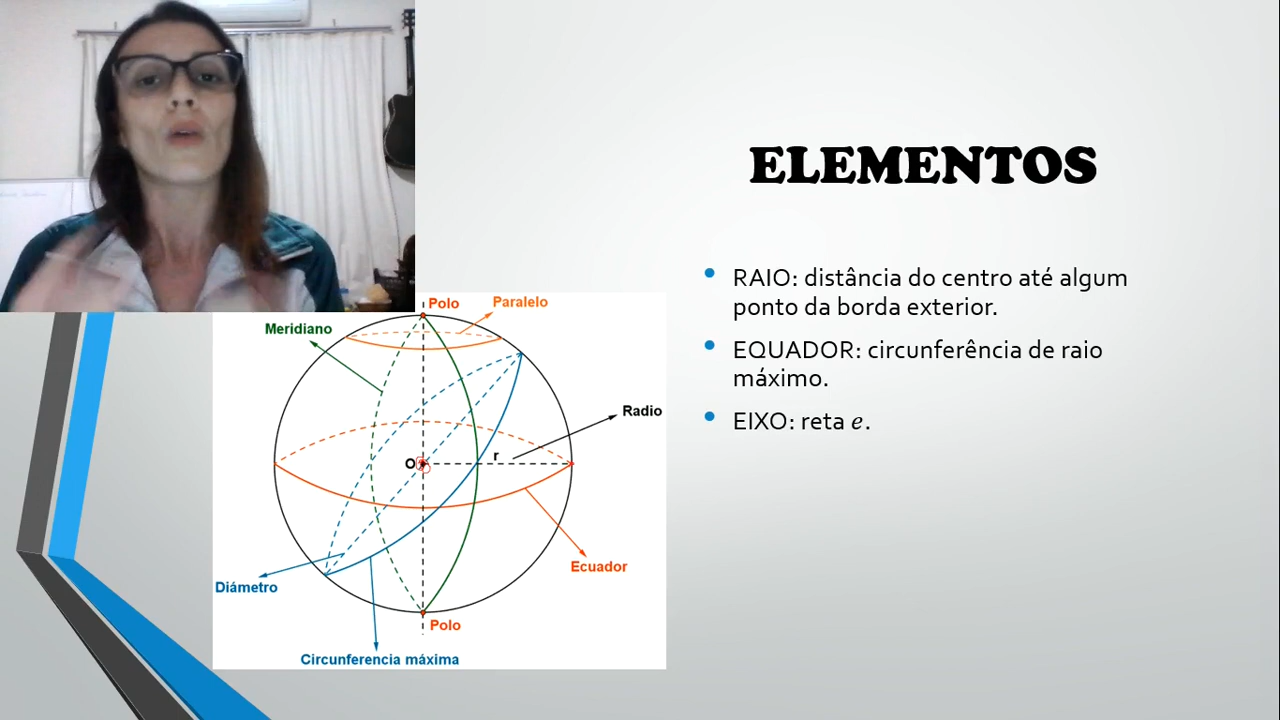 ELEMENTOS
RAIO: distância do centro até algum
ponto da borda exterior.
EQUADOR: circunferência de raio
máximo.
EIXO: reta e.
Polo
Paralelo
Meridiano
Radio
O
r
Ecuador
Diámetro
Polo
Circunferencia máxima